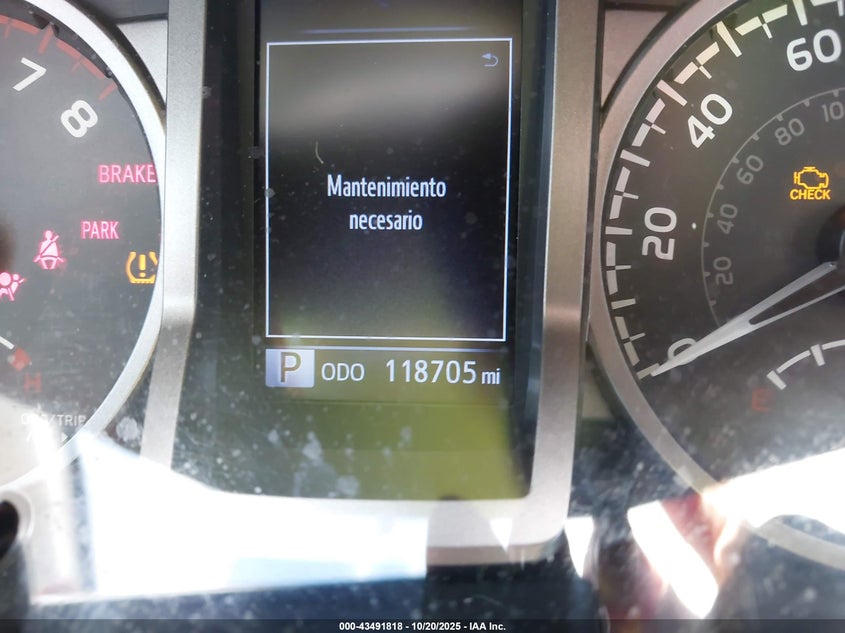 7
8
BRAKE
PARK
H
Mantenimiento
necesario
P ODO 118705 mi
0
20
40
60
20
40
60
80
CHECK
E
000-43491818 - 10/20/2025 - IAA Inc.